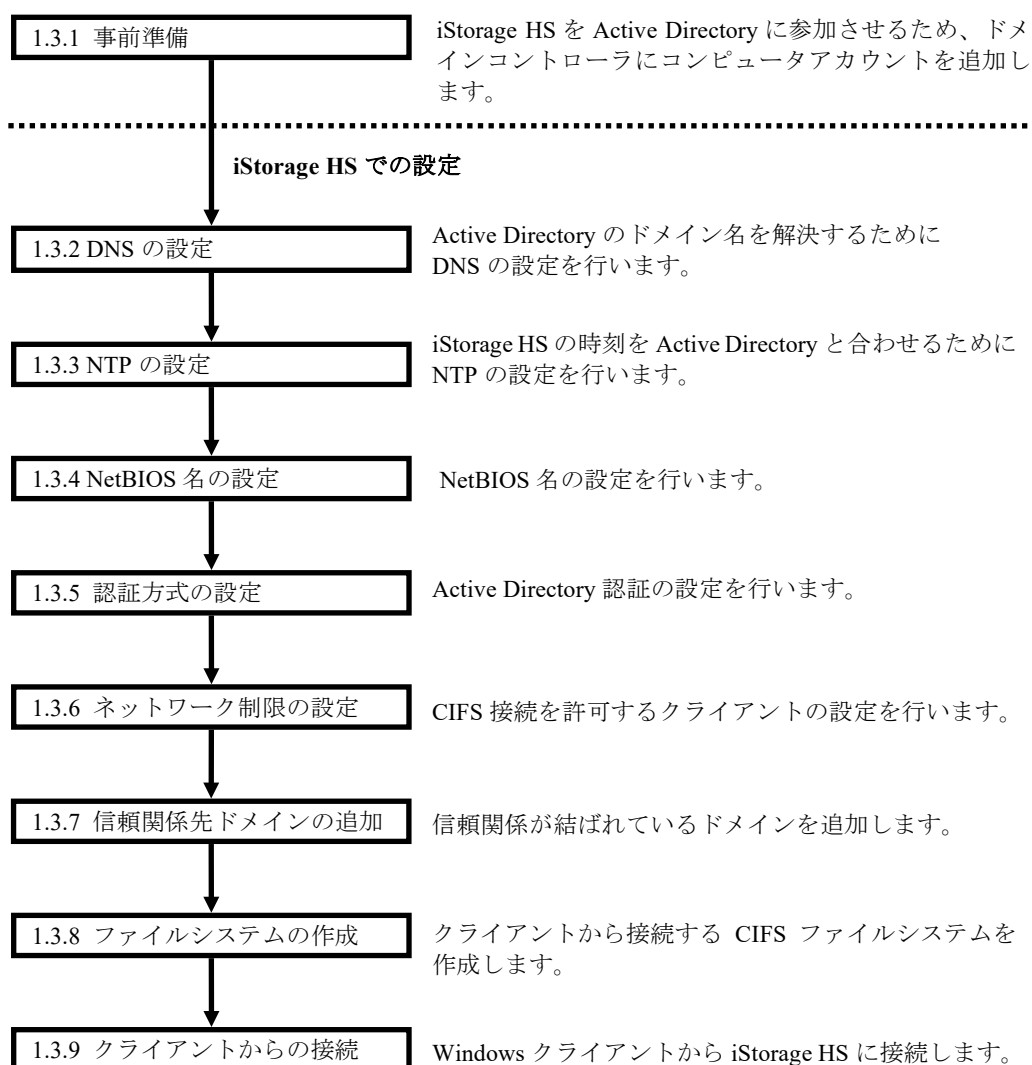 1.3.1 事前準備
iStorage HS を Active Directory に参加させるため、ドメ
インコントローラにコンピュータアカウントを追加し
ます。
iStorage HS での設定
1.3.2 DNS の設定
Active Directory のドメイン名を解決するために
DNS の設定を行います。
1.3.3 NTP の設定
iStorage HS の時刻を Active Directory と合わせるために
NTP の設定を行います。
1.3.4 NetBIOS 名の設定
NetBIOS 名の設定を行います。
1.3.5 認証方式の設定
Active Directory 認証の設定を行います。
1.3.6 ネットワーク制限の設定
CIFS 接続を許可するクライアントの設定を行います。
1.3.7 信頼関係先ドメインの追加
信頼関係が結ばれているドメインを追加します。
1.3.8 ファイルシステムの作成
クライアントから接続する CIFS ファイルシステムを
作成します。
1.3.9 クライアントからの接続
Windows クライアントから iStorage HS に接続します。